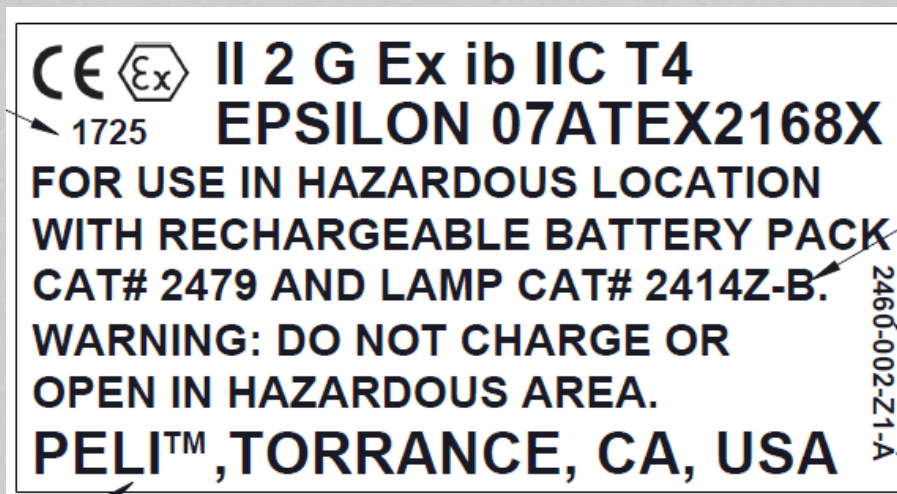 CE Ex II 2 G Ex ib IIC T4
1725 EPSILON 07ATEX2168X
FOR USE IN HAZARDOUS LOCATION
WITH RECHARGEABLE BATTERY PACK
CAT# 2479 AND LAMP CAT# 2414Z-B.
WARNING: DO NOT CHARGE OR
OPEN IN HAZARDOUS AREA.
PELI™,TORRANCE, CA, USA
2460-002-Z1-A